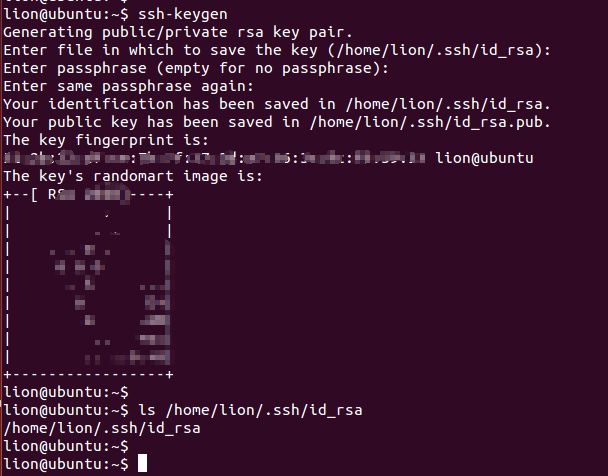 lion@ubuntu:~$
lion@ubuntu:~$ ssh-keygen
Generating public/private rsa key pair.
Enter file in which to save the key (/home/lion/.ssh/id_rsa):
Enter passphrase (empty for no passphrase):
Enter same passphrase again:
Your identification has been saved in /home/lion/.ssh/id_rsa.
Your public key has been saved in /home/lion/.ssh/id_rsa.pub.
The key fingerprint is:
lion@ubuntu
The key's randomart image is:
+--[ ----+
| |
| |
|
|
|
|
|
|
|
+-----------------+
lion@ubuntu:~$
lion@ubuntu:~$ ls /home/lion/.ssh/id_rsa
/home/lion/.ssh/id_rsa
lion@ubuntu:~$
lion@ubuntu:~$